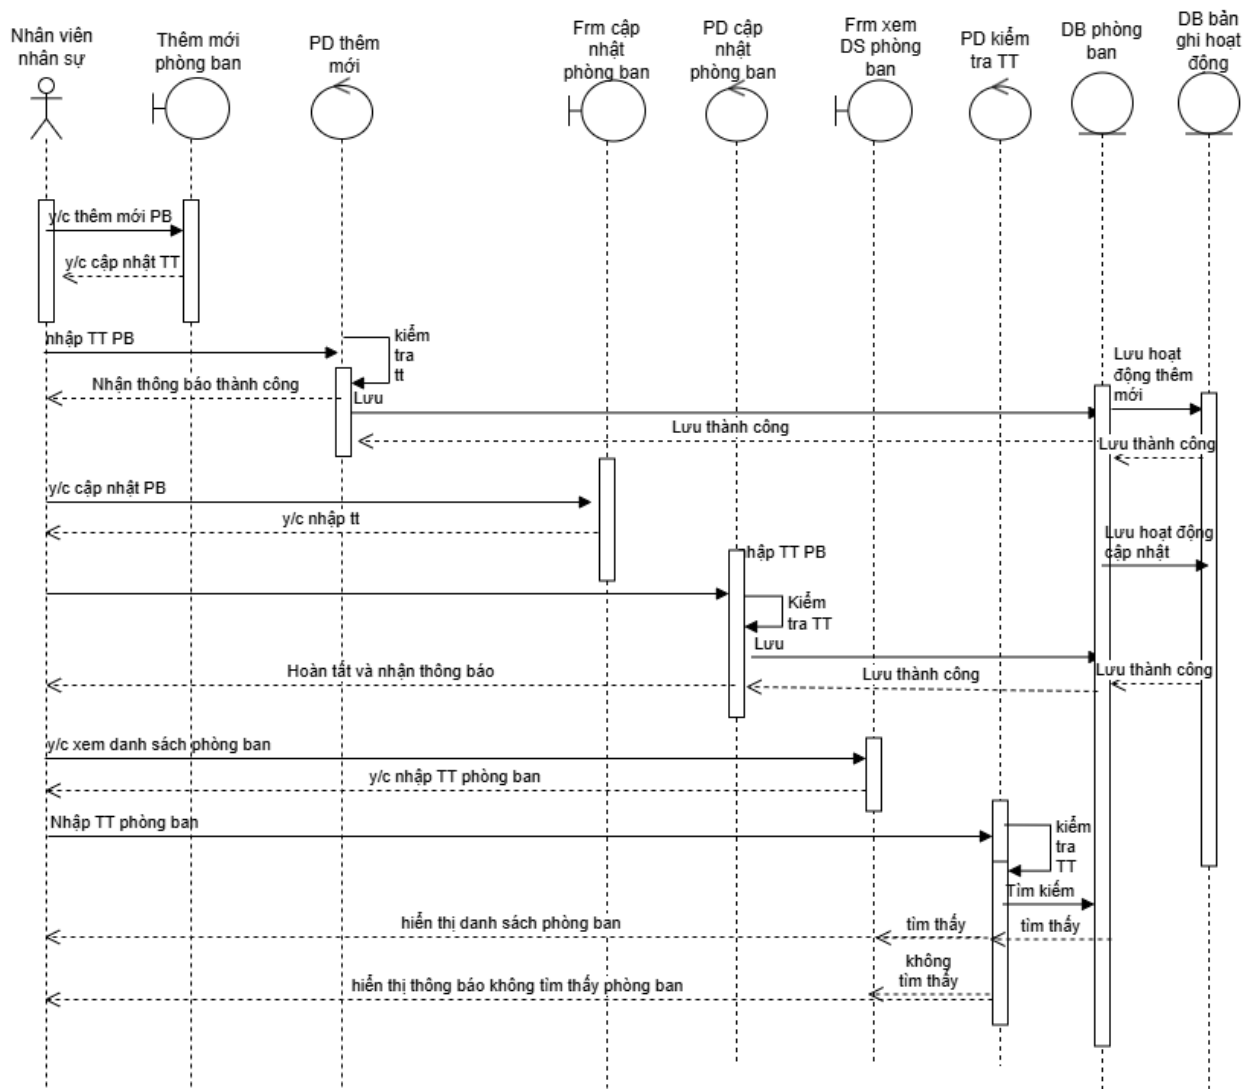 Nhân viên
nhân sự
Thêm mới
phòng ban
PD thêm
mới
Frm cập
nhật
phòng ban
PD cập
nhật
phòng ban
Frm xem
DS phòng
ban
PD kiểm
tra TT
DB phòng
ban
DB bản
ghi hoạt
động
y/c thêm mới PB
y/c cập nhật TT
nhập TT PB
kiểm
tra
tt
Nhận thông báo thành công
Lưu
Lưu hoạt
động thêm
mới
Lưu thành công
Lưu thành công
y/c cập nhật PB
y/c nhập tt
Lưu hoạt động
cập nhật
nhập TT PB
Kiểm
tra TT
Lưu
Hoàn tất và nhận thông báo
Lưu thành công
Lưu thành công
y/c xem danh sách phòng ban
y/c nhập TT phòng ban
Nhập TT phòng ban
kiểm
tra
TT
Tìm kiếm
hiển thị danh sách phòng ban
tìm thấy
tìm thấy
không
tìm thấy
hiển thị thông báo không tìm thấy phòng ban